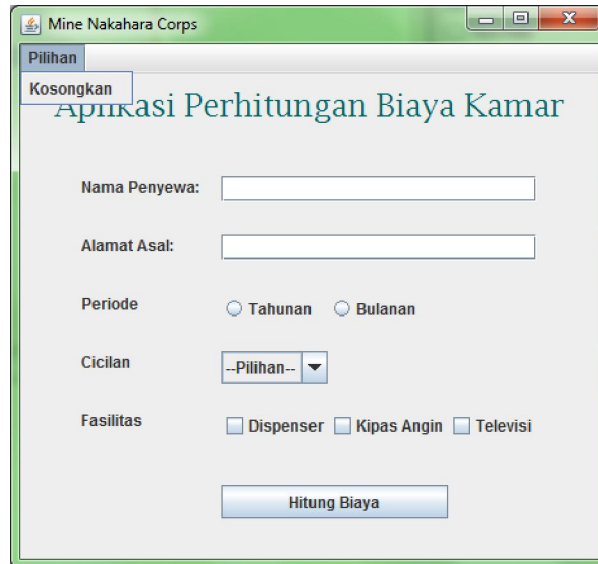 Mine Nakahara Corps
Pilihan
Kosongkan
Aplikasi Perhitungan Biaya Kamar
Nama Penyewa:
Alamat Asal:
Periode Tahunan Bulanan
Cicilan --Pilihan--
Fasilitas Dispenser Kipas Angin Televisi
Hitung Biaya